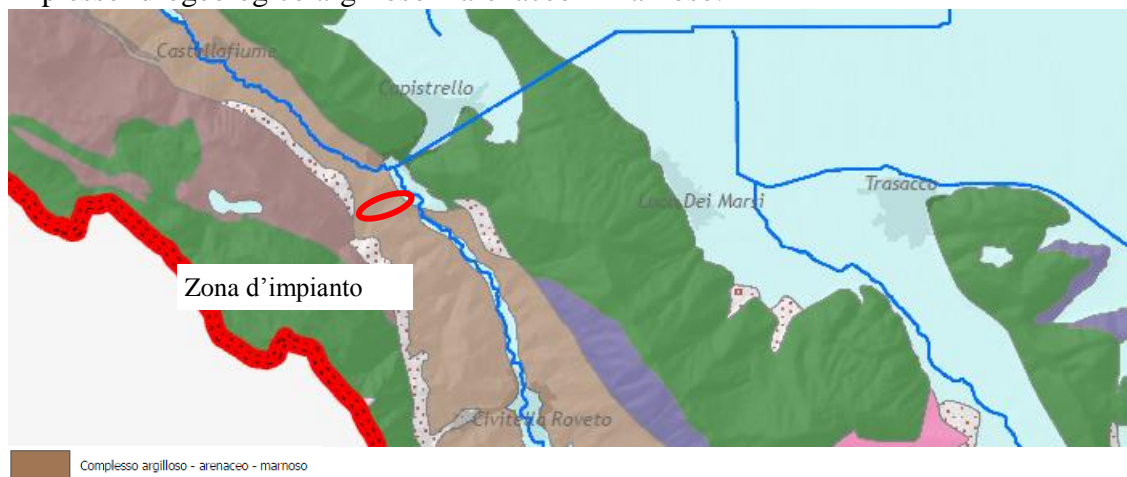 Castellafiume
Capistrello
Trasacco
Luco Dei Marsi
Zona d’impianto
Civitella Roveto
Complesso argilloso - arenaceo - marnoso